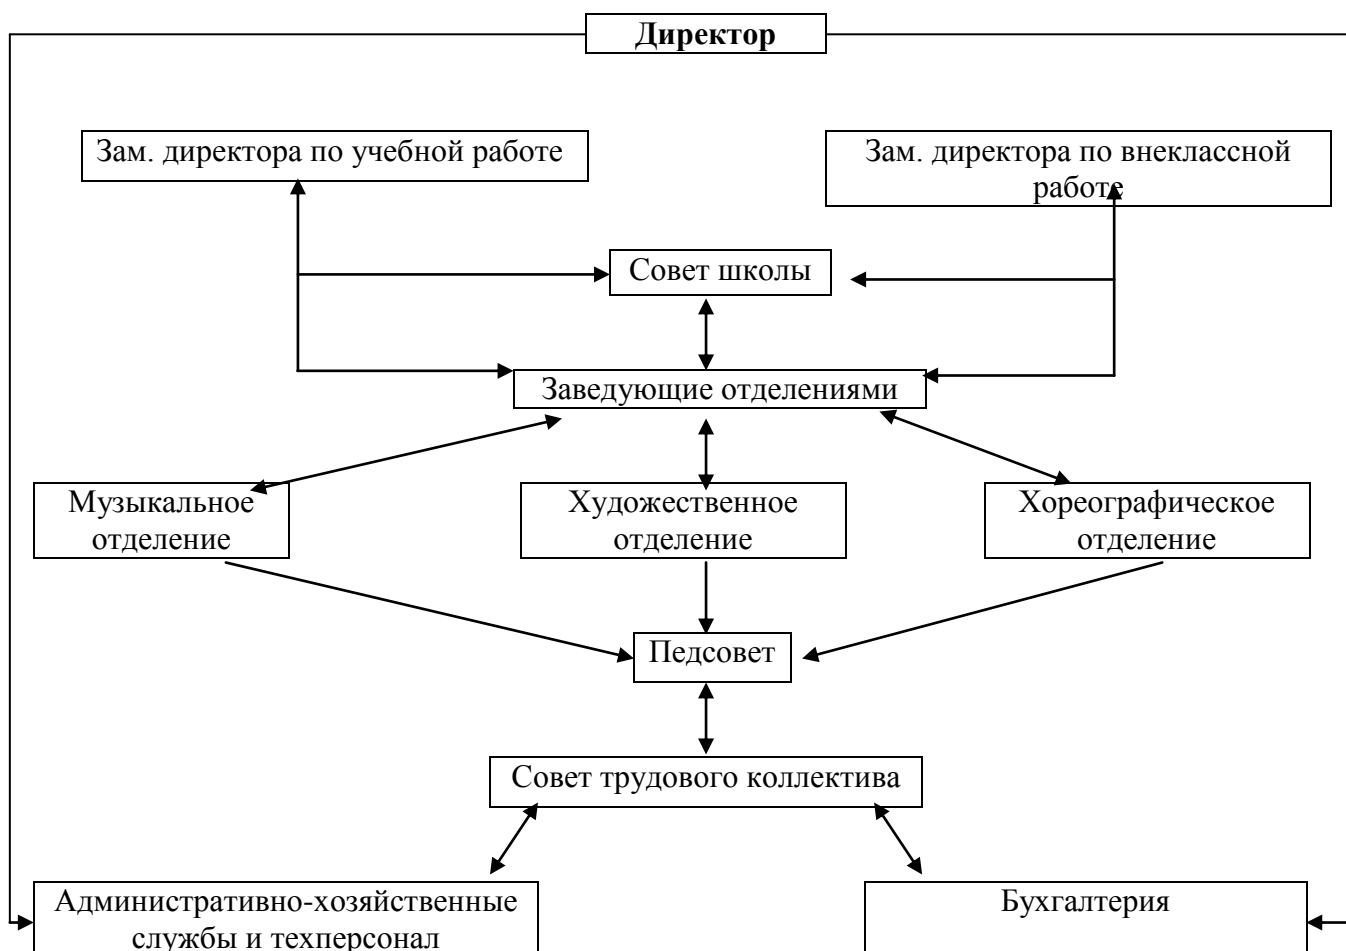 Директор
Зам. директора по учебной работе
Зам. директора по внеклассной
работе
Совет школы
Заведующие отделениями
Музыкальное
отделение
Художественное
отделение
Хореографическое
отделение
Педсовет
Совет трудового коллектива
Административно-хозяйственные
службы и техперсонал
Бухгалтерия